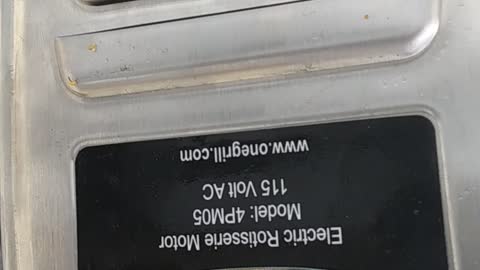 Electric Rotisserie Motor
Model: 4PM05
115 Volt AC
www.onegrill.com